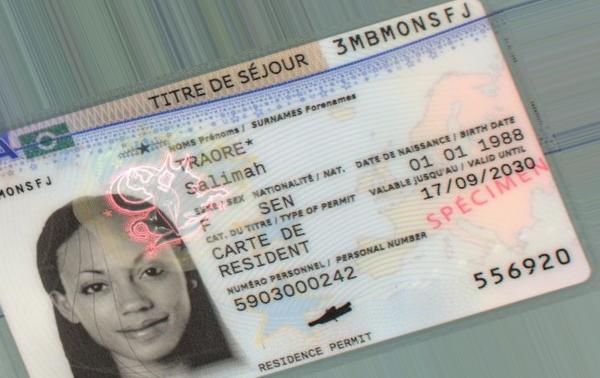 TITRE DE SÉJOUR
3MBMONSFJ
MONSFJ
NOMS Prénoms / SURNAMES Forenames
TRAORE*
Salimah
SEXE / SEX NATIONALITÉ / NAT. DATE DE NAISSANCE / BIRTH DATE
F SEN 01 01 1988
CAT. DU TITRE / TYPE OF PERMIT VALABLE JUSQU'AU / VALID UNTIL
CARTE DE 17/09/2030
RESIDENT
SPÉCIMEN
NUMÉRO PERSONNEL / PERSONAL NUMBER
5903000242
556920
RESIDENCE PERMIT